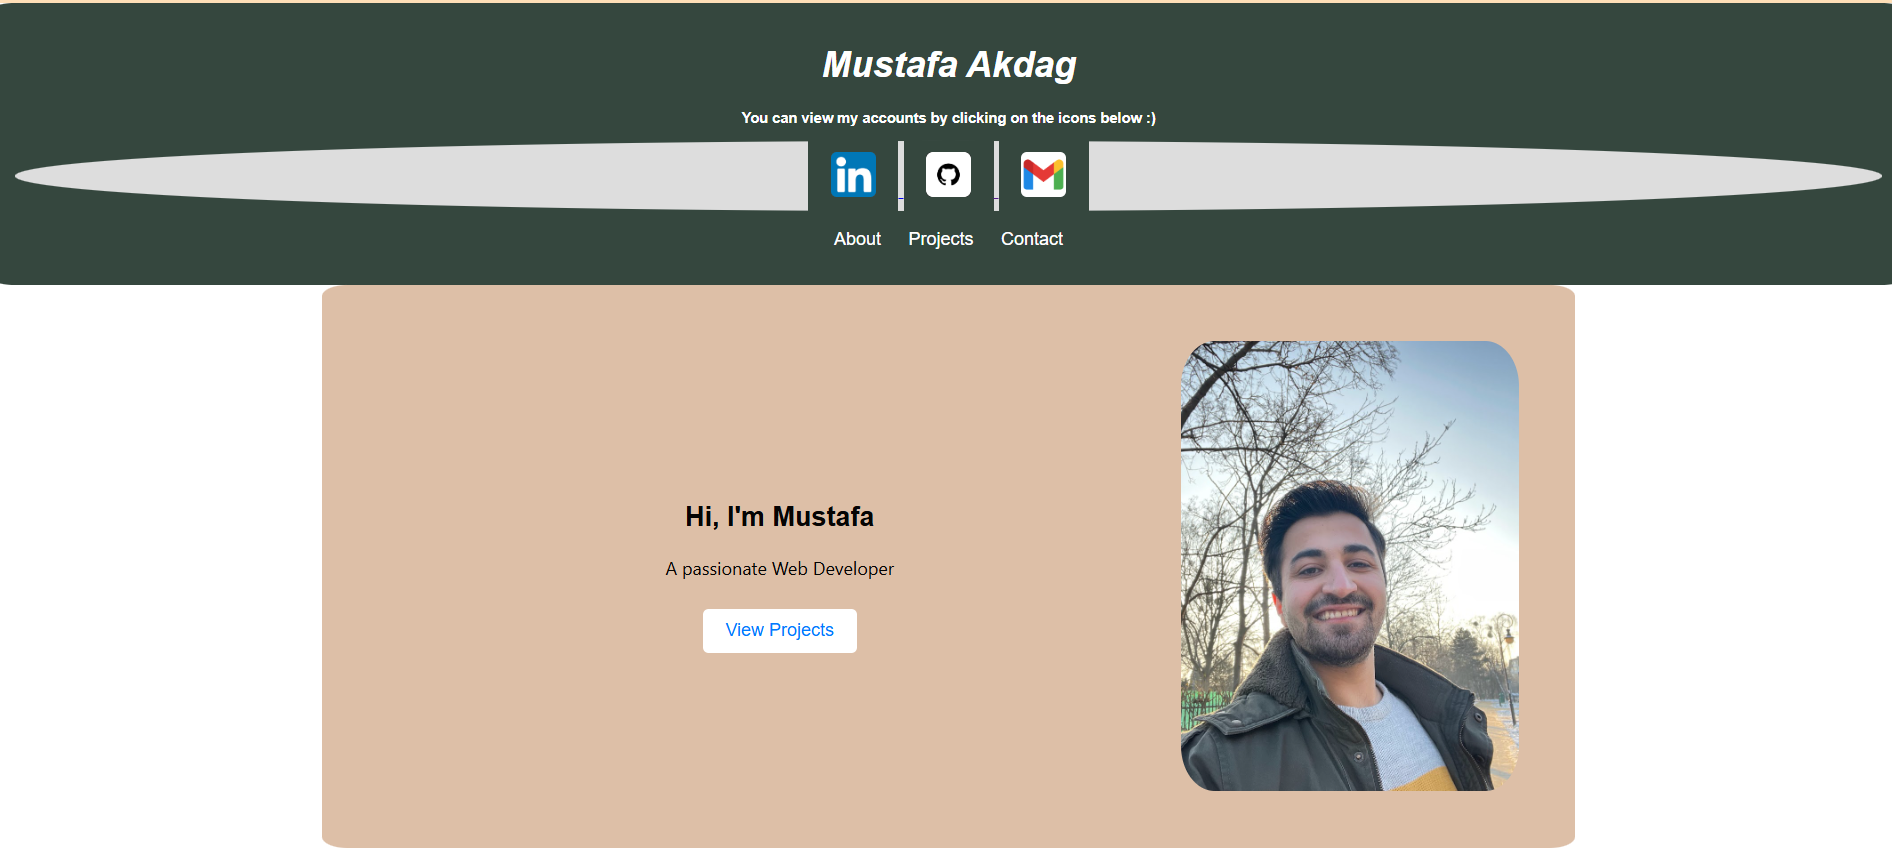 Mustafa Akdag
You can view my accounts by clicking on the icons below :)
in
About Projects Contact
Hi, I'm Mustafa
A passionate Web Developer
View Projects